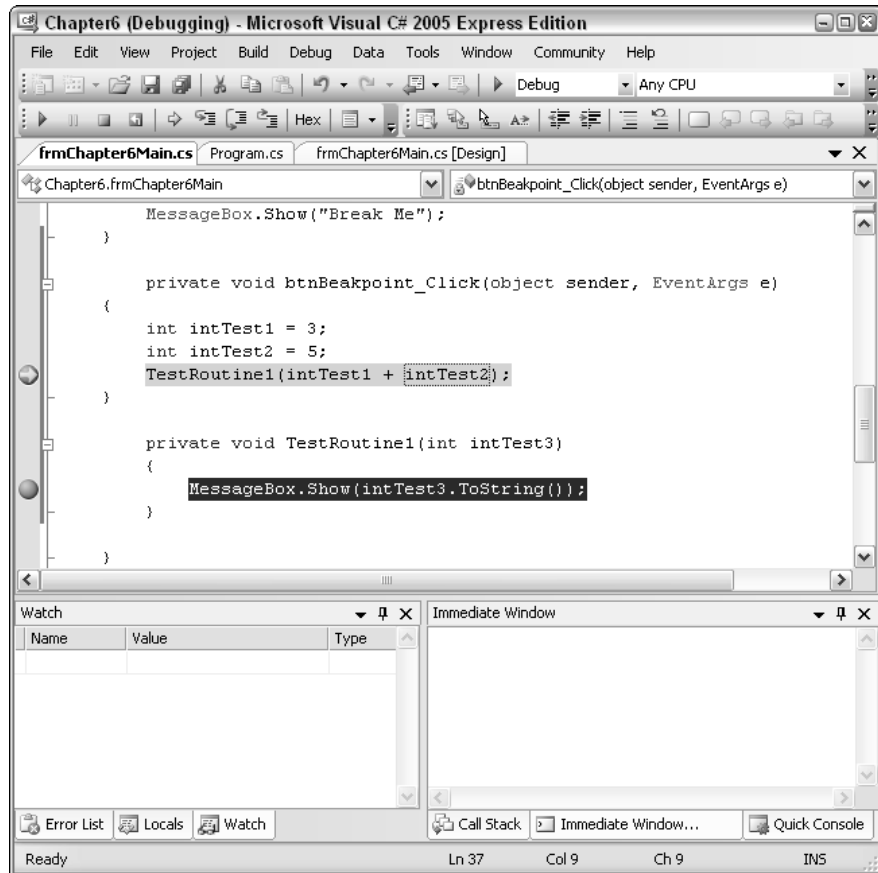 Chapter6 (Debugging) - Microsoft Visual C# 2005 Express Edition
File Edit View Project Build Debug Data Tools Window Community Help
Debug Any CPU
Hex
frmChapter6Main.cs Program.cs frmChapter6Main.cs [Design]
Chapter6.frmChapter6Main btnBeakpoint_Click(object sender, EventArgs e)
MessageBox.Show("Break Me");
}
private void btnBeakpoint_Click(object sender, EventArgs e)
{
int intTest1 = 3;
int intTest2 = 5;
TestRoutine1(intTest1 + intTest2);
}
private void TestRoutine1(int intTest3)
{
MessageBox.Show(intTest3.ToString());
}
}
Watch Immediate Window
Name Value Type
Error List Locals Watch Call Stack Immediate Window... Quick Console
Ready Ln 37 Col 9 Ch 9 INS